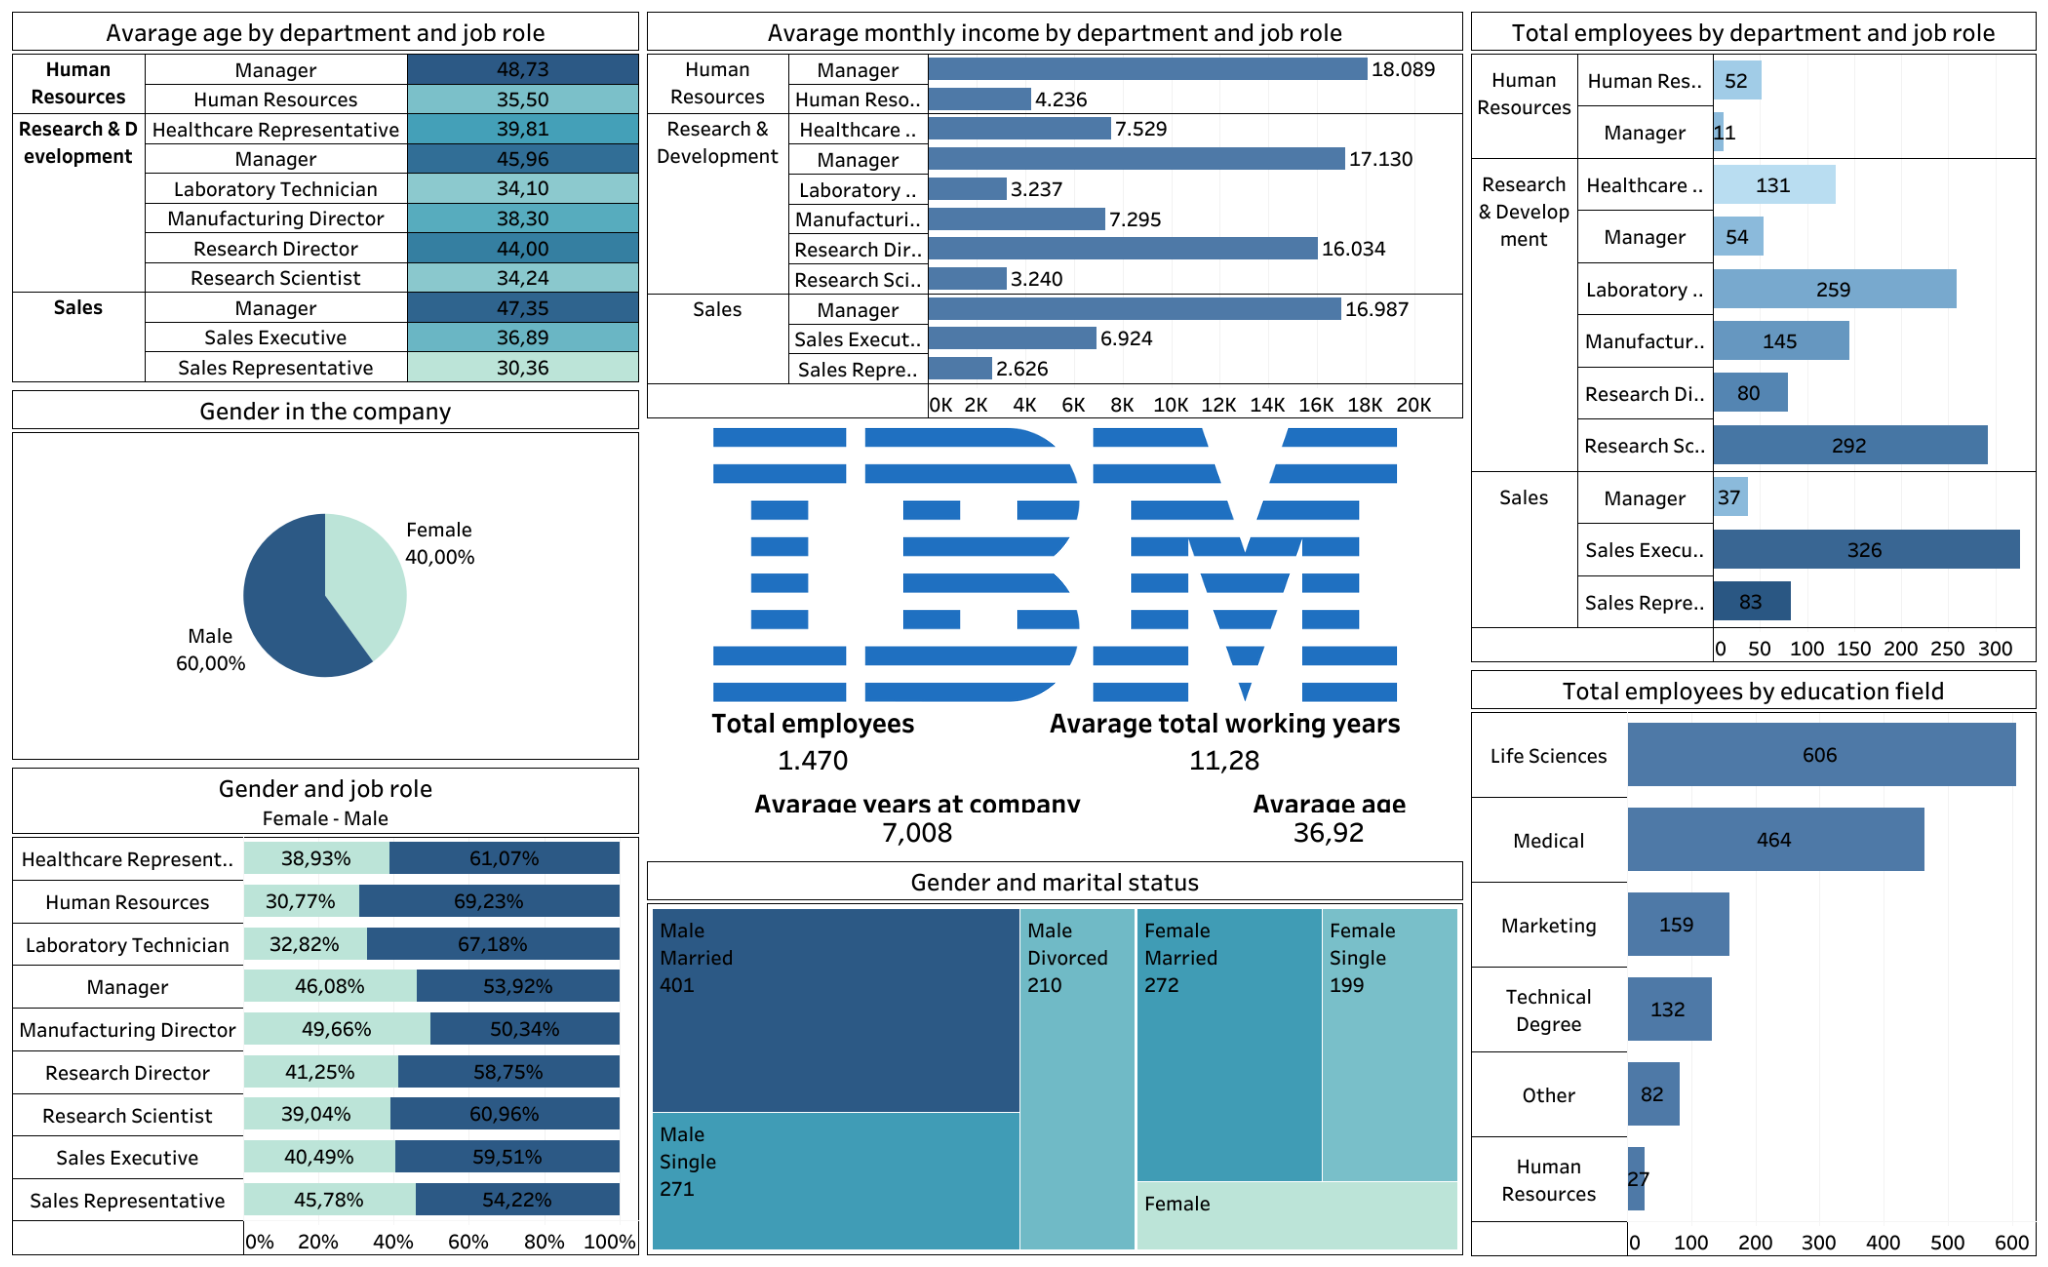 Avarage age by department and job role
Human
Resources
Manager
48,73
Human Resources
35,50
Research & D
evelopment
Healthcare Representative
39,81
Manager
45,96
Laboratory Technician
34,10
Manufacturing Director
38,30
Research Director
44,00
Research Scientist
34,24
Sales
Manager
47,35
Sales Executive
36,89
Sales Representative
30,36
Gender in the company
Female
40,00%
Male
60,00%
Gender and job role
Female - Male
Healthcare Represent..
38,93%
61,07%
Human Resources
30,77%
69,23%
Laboratory Technician
32,82%
67,18%
Manager
46,08%
53,92%
Manufacturing Director
49,66%
50,34%
Research Director
41,25%
58,75%
Research Scientist
39,04%
60,96%
Sales Executive
40,49%
59,51%
Sales Representative
45,78%
54,22%
0% 20% 40% 60% 80% 100%
Avarage monthly income by department and job role
Human
Resources
Manager
18.089
Human Reso..
4.236
Research &
Development
Healthcare ..
7.529
Manager
17.130
Laboratory ..
3.237
Manufacturi..
7.295
Research Dir..
16.034
Research Sci..
3.240
Sales
Manager
16.987
Sales Execut..
6.924
Sales Repre..
2.626
0K 2K 4K 6K 8K 10K 12K 14K 16K 18K 20K
IBM
Total employees
1.470
Avarage total working years
11,28
Avarage years at company
7,008
Avarage age
36,92
Gender and marital status
Male
Married
401
Male
Single
271
Male
Divorced
210
Female
Married
272
Female
Single
199
Female
Total employees by department and job role
Human
Resources
Human Res..
52
Manager
11
Research
& Develop
ment
Healthcare ..
131
Manager
54
Laboratory ..
259
Manufactur..
145
Research Di..
80
Research Sc..
292
Sales
Manager
37
Sales Execu..
326
Sales Repre..
83
0 50 100 150 200 250 300
Total employees by education field
Life Sciences
606
Medical
464
Marketing
159
Technical
Degree
132
Other
82
Human
Resources
27
0 100 200 300 400 500 600